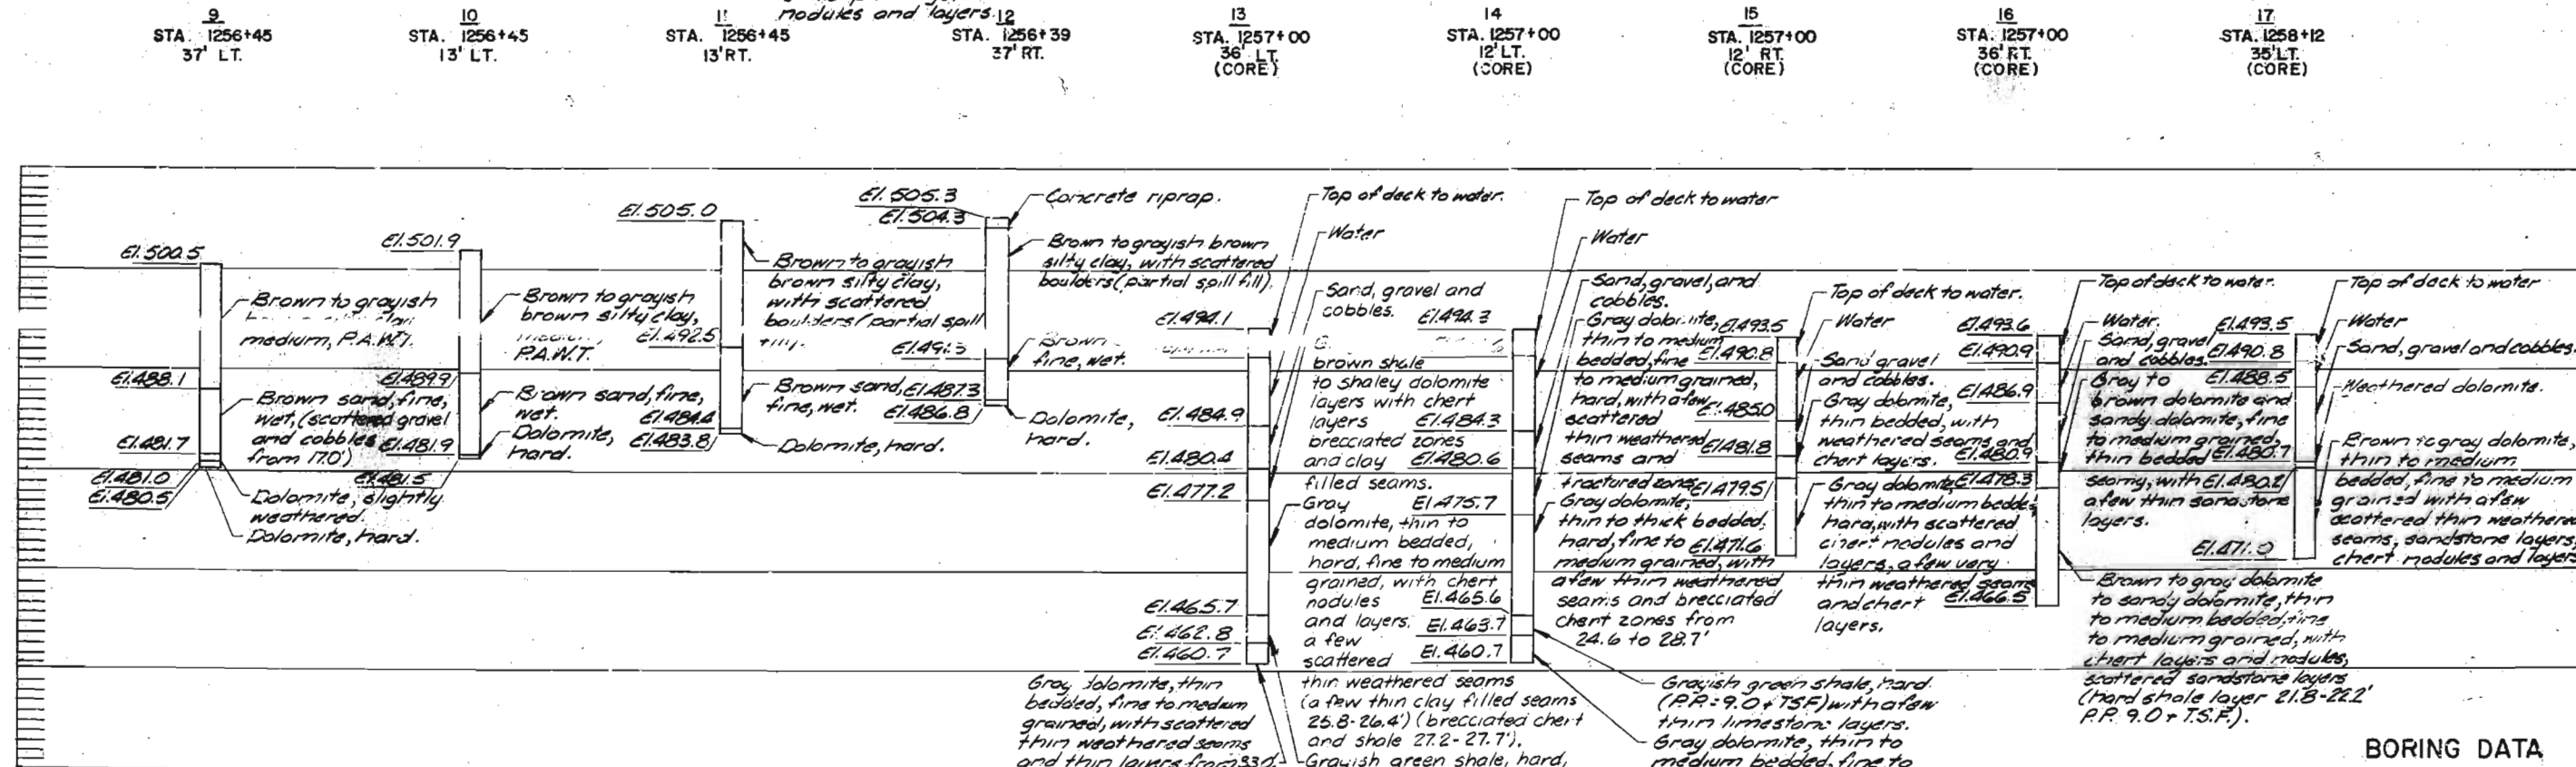 nodules and layers.
9
STA. 1256+45
37' LT.
10
STA. 1256+45
13' LT.
11
STA. 1256+45
13' RT.
12
STA. 1256+39
37' RT.
13
STA. 1257+00
36' LT.
(CORE)
14
STA. 1257+00
12' LT.
(CORE)
15
STA. 1257+00
12' RT.
(CORE)
16
STA. 1257+00
36' RT.
(CORE)
17
STA. 1258+12
35' LT.
(CORE)
El. 500.5
Brown to grayish
medium, P.A.W.T.
El. 488.1
Brown sand, fine,
wet, (scattered gravel
and cobbles
from 17.0')
El. 481.7
El. 481.0
El. 480.5
Dolomite, slightly
weathered.
Dolomite, hard.
El. 501.9
Brown to grayish
brown silty clay,
P.A.W.T.
El. 489.9
Brown sand, fine,
wet.
El. 481.9
El. 481.5
Dolomite,
hard.
El. 505.0
Brown to grayish
brown silty clay,
with scattered
boulders (partial spill
El. 492.5
Brown sand,
fine, wet.
El. 484.4
El. 483.8
Dolomite, hard.
El. 505.3
El. 504.3
Concrete riprap.
Brown to grayish brown
silty clay, with scattered
boulders (partial spill fill).
El. 491.3
Brown
fine, wet.
El. 487.3
El. 486.8
Dolomite,
hard.
Top of deck to water.
Water
Sand, gravel and
cobbles.
El. 494.1
brown shale
to shaley dolomite
layers with chert
layers
brecciated zones
and clay
filled seams.
El. 484.9
El. 480.4
El. 477.2
Gray
dolomite, thin to
medium bedded,
hard, fine to medium
grained, with chert
nodules
and layers,
a few
scattered
thin weathered seams
(a few thin clay filled seams
25.8-26.4') (brecciated chert
and shale 27.2-27.7').
El. 465.7
El. 462.8
El. 460.7
Gray dolomite, thin
bedded, fine to medium
grained, with scattered
thin weathered seams
and thin layers from 33.0'
Grayish green shale, hard,
Top of deck to water
Water
Sand, gravel, and
cobbles.
El. 494.3
Gray dolomite,
thin to medium
bedded, fine
to medium grained,
hard, with a few
scattered
thin weathered
seams and
fractured zones
El. 484.3
El. 480.6
El. 475.7
Gray dolomite,
thin to thick bedded,
hard, fine to
medium grained, with
a few thin weathered
seams and brecciated
chert zones from
24.6 to 28.7'
El. 465.6
El. 463.7
El. 460.7
Grayish green shale, hard.
(P.P.=9.0+TSF) with a few
thin limestone layers.
Gray dolomite, thin to
medium bedded, fine to
El. 493.5
El. 490.8
Top of deck to water.
Water
Sand gravel
and cobbles.
El. 485.0
Gray dolomite,
thin bedded, with
weathered seams and
chert layers.
El. 481.8
El. 479.5
Gray dolomite,
thin to medium bedded,
hard, with scattered
chert nodules and
layers, a few very
thin weathered seams
and chert
layers.
El. 471.6
El. 493.6
El. 490.9
Top of deck to water.
Water.
Sand, gravel
and cobbles.
El. 486.9
Gray to
brown dolomite and
sandy dolomite, fine
to medium grained,
thin bedded
seamy, with
a few thin sandstone
layers.
El. 480.9
El. 478.3
El. 466.5
Brown to gray dolomite
to sandy dolomite, thin
to medium bedded, fine
to medium grained, with
chert layers and nodules,
scattered sandstone layers
(hard shale layer 21.8-22.2'
P.P. 9.0+ T.S.F.).
El. 493.5
El. 490.8
El. 488.5
Top of deck to water
Water
Sand, gravel and cobbles.
Weathered dolomite.
El. 480.7
El. 480.2
Brown to gray dolomite,
thin to medium
bedded, fine to medium
grained with a few
scattered thin weathered
seams, sandstone layers,
chert nodules and layers
El. 471.0
BORING DATA